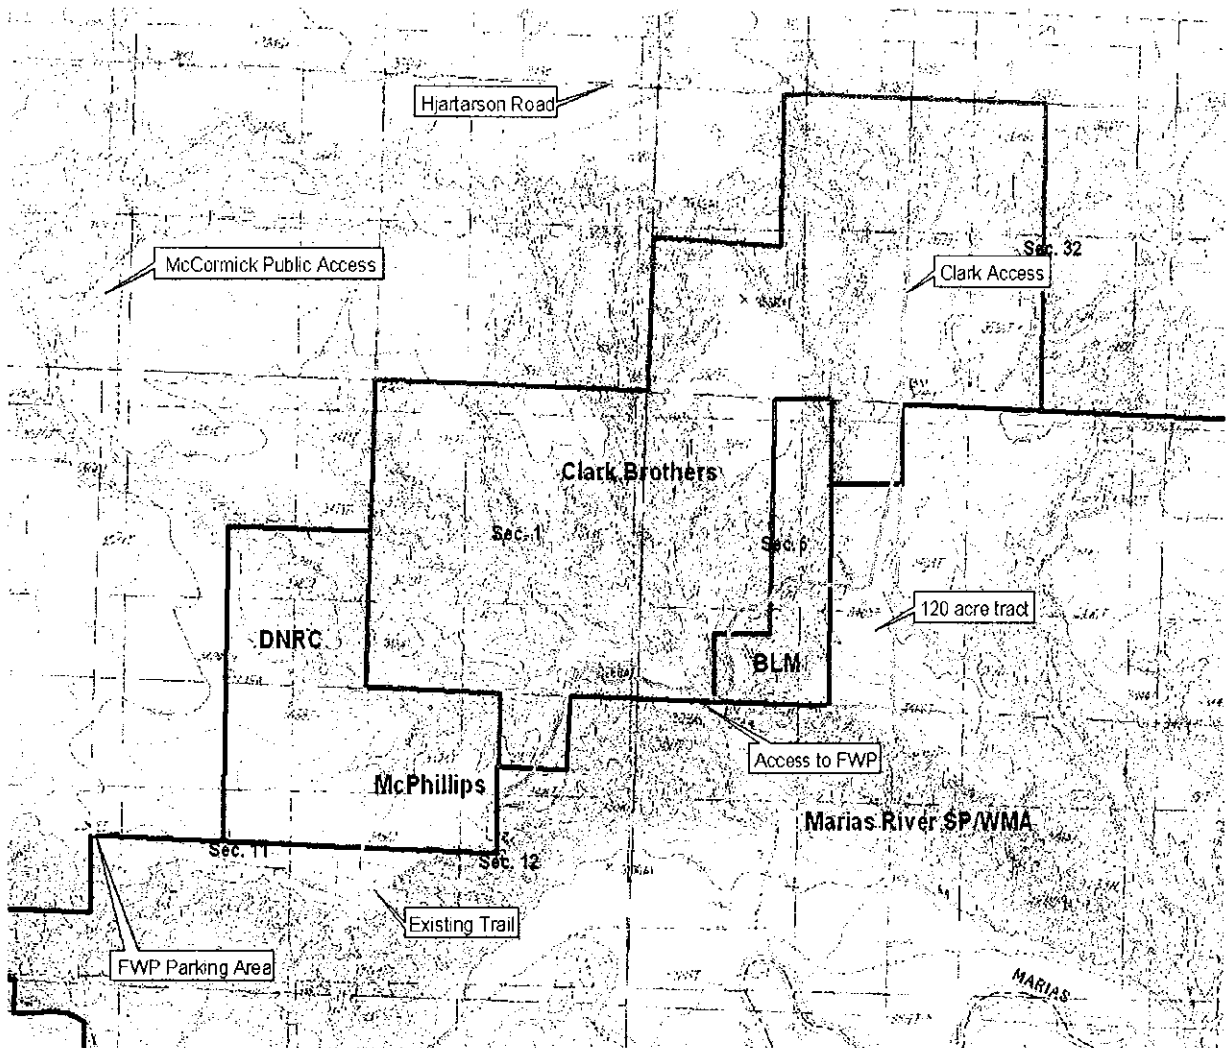 Hjartarson Road
Sec. 32
McCormick Public Access
Clark Access
Clark Brothers
Sec. 1
Sec. 6
120 acre tract
DNRC
BLM
Access to FWP
McPhillips
Marias River SP/WMA
Sec. 11
Sec. 12
Existing Trail
FWP Parking Area
MARIAS